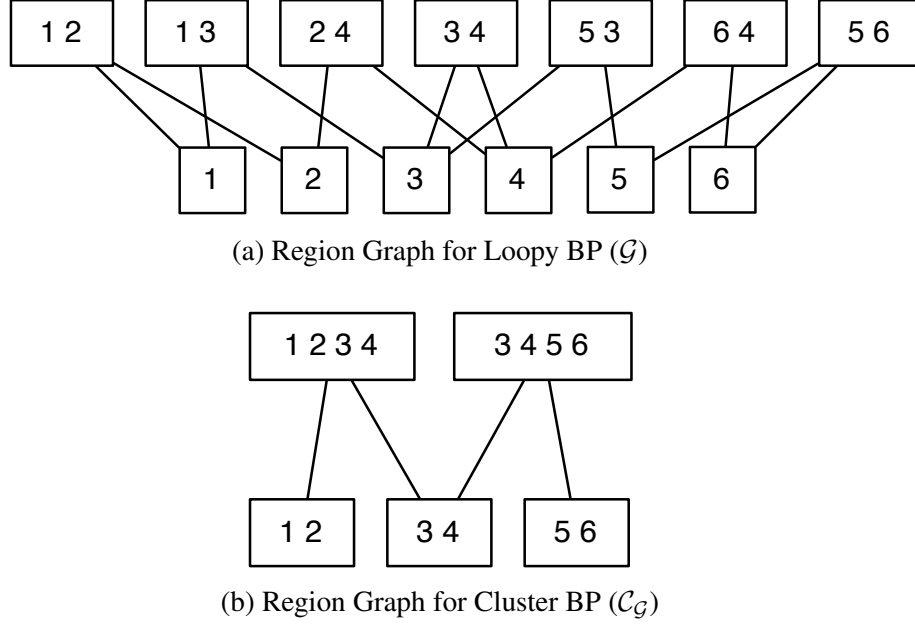 1 2 1 3 2 4 3 4 5 3 6 4 5 6
1 2 3 4 5 6
(a) Region Graph for Loopy BP (𝒢)
1 2 3 4 3 4 5 6
1 2 3 4 5 6
(b) Region Graph for Cluster BP (𝒞_𝒢)